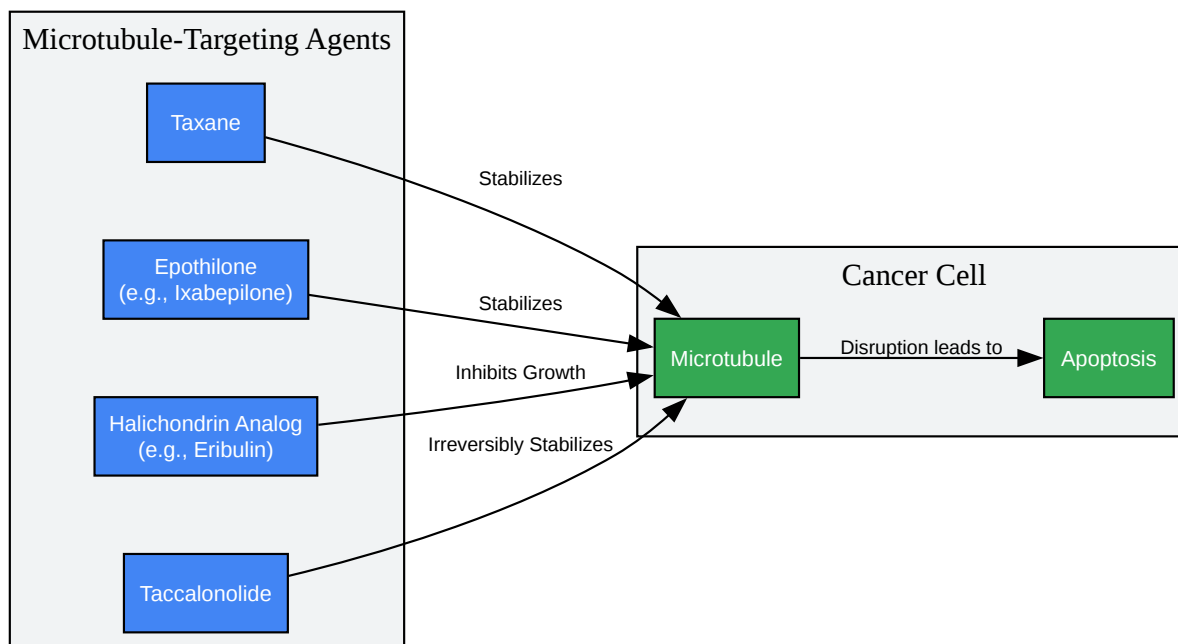 Microtubule-Targeting Agents
Taxane
Stabilizes
Epothilone
(e.g., Ixabepilone)
Stabilizes
Cancer Cell
Microtubule
Disruption leads to
Apoptosis
Inhibits Growth
Halichondrin Analog
(e.g., Eribulin)
Irreversibly Stabilizes
Taccalonolide